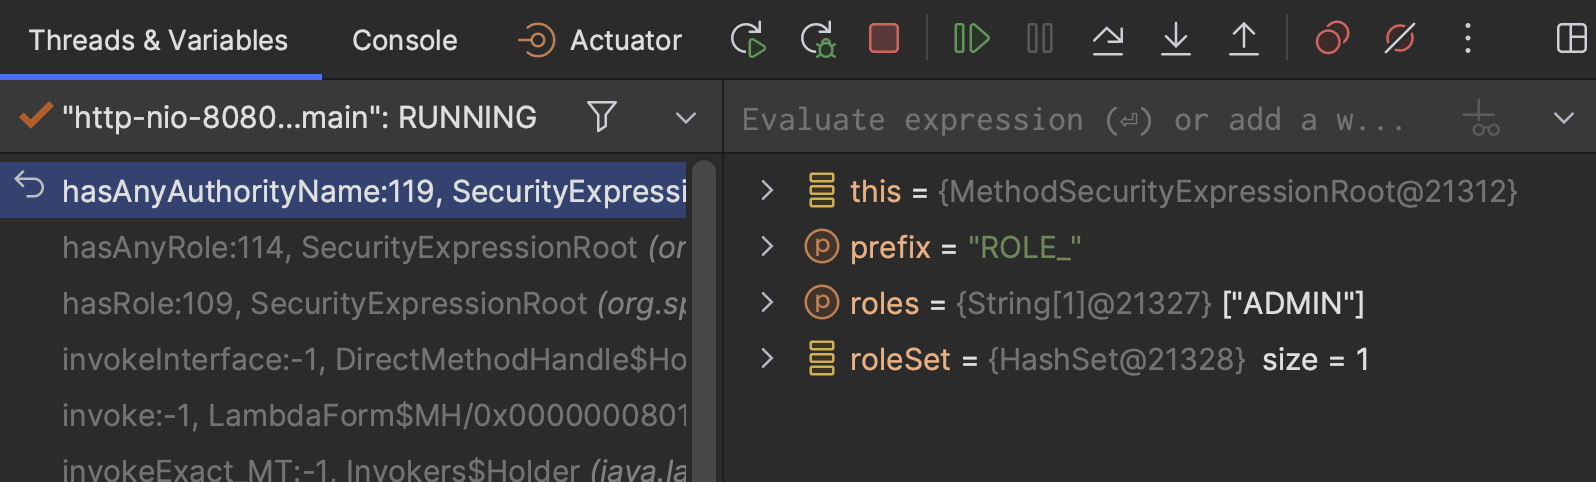 Threads & Variables Console Actuator
"http-nio-8080...main": RUNNING
Evaluate expression (⏎) or add a w...
hasAnyAuthorityName:119, SecurityExpressi
hasAnyRole:114, SecurityExpressionRoot (or
hasRole:109, SecurityExpressionRoot (org.sp
invokeInterface:-1, DirectMethodHandle$Ho
invoke:-1, LambdaForm$MH/0x0000000801
invokeExact_MT:-1, Invokers$Holder (java.la
this = {MethodSecurityExpressionRoot@21312}
p prefix = "ROLE_"
p roles = {String[1]@21327} ["ADMIN"]
roleSet = {HashSet@21328} size = 1